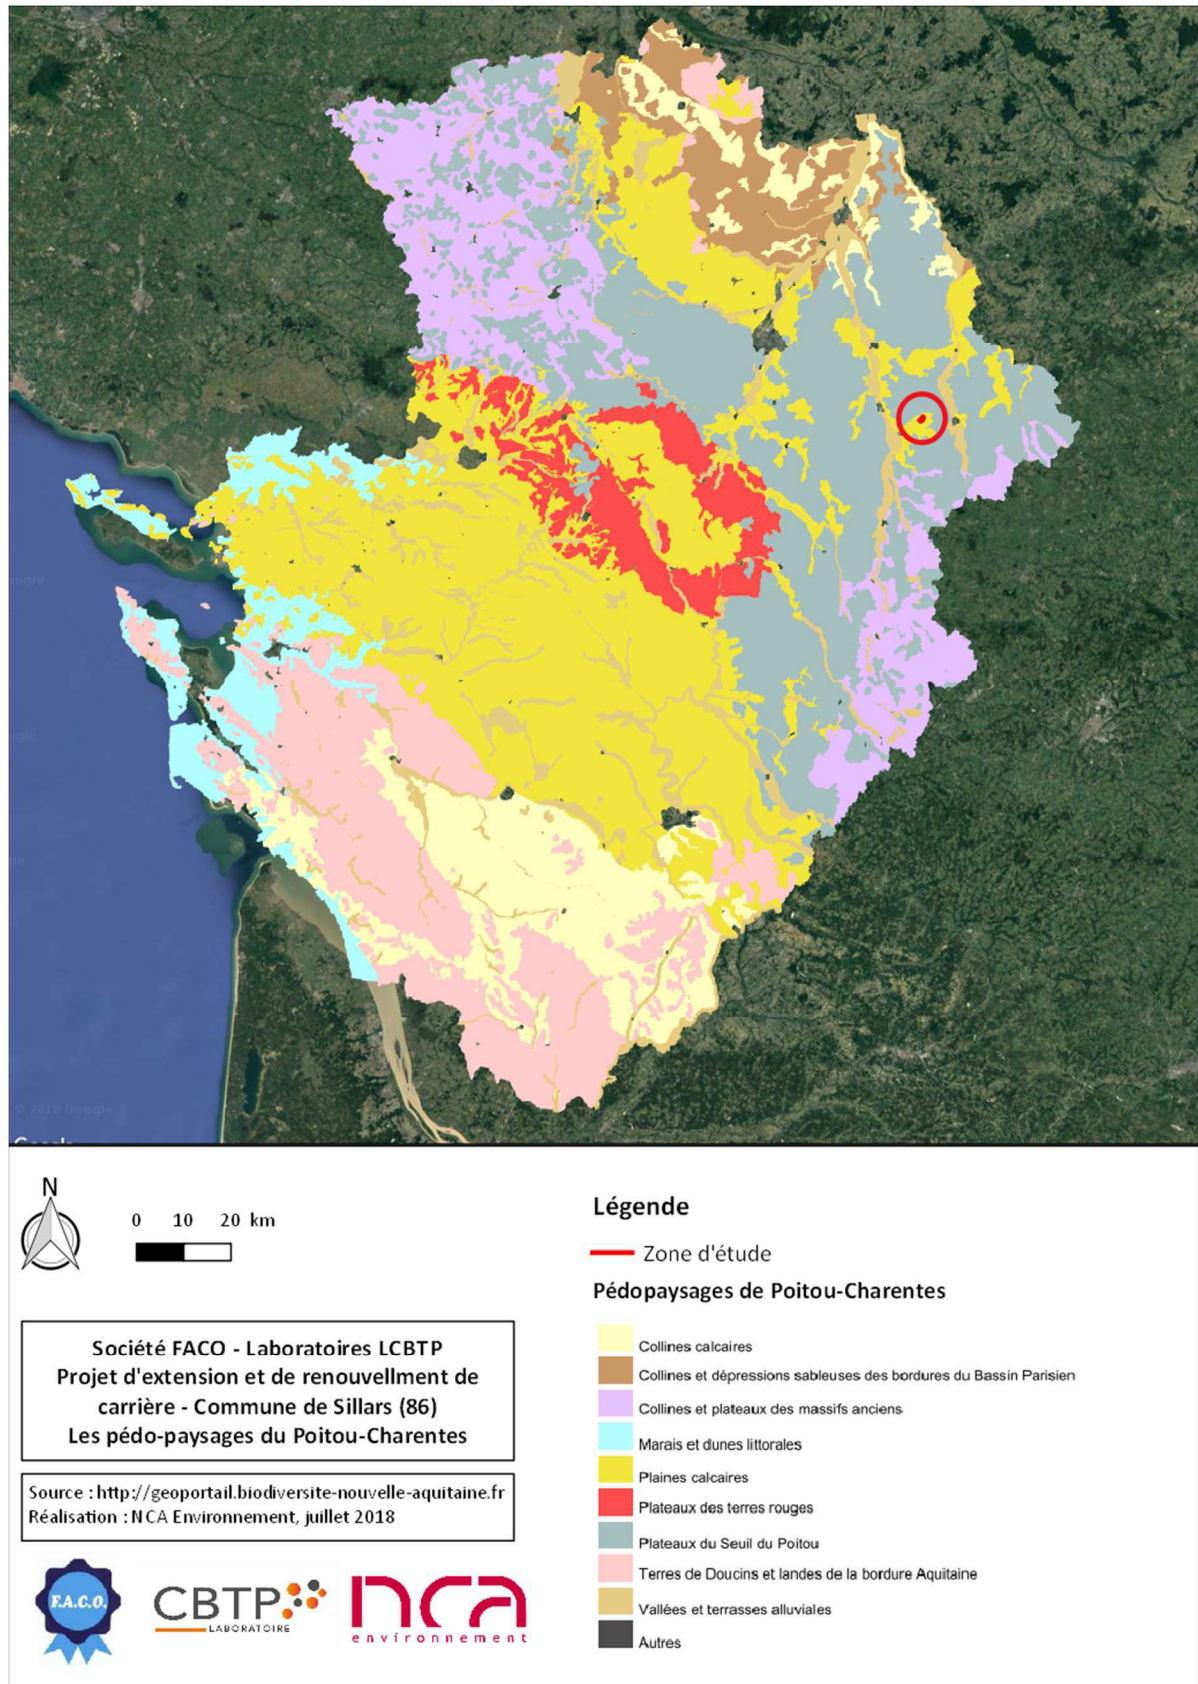 © 2018 Google
Google
N
0 10 20 km
Légende
Zone d'étude
Pédopaysages de Poitou-Charentes
Collines calcaires
Collines et dépressions sableuses des bordures du Bassin Parisien
Collines et plateaux des massifs anciens
Marais et dunes littorales
Plaines calcaires
Plateaux des terres rouges
Plateaux du Seuil du Poitou
Terres de Doucins et landes de la bordure Aquitaine
Vallées et terrasses alluviales
Autres
Société FACO - Laboratoires LCBTP
Projet d'extension et de renouvellment de
carrière - Commune de Sillars (86)
Les pédo-paysages du Poitou-Charentes
Source : http://geoportail.biodiversite-nouvelle-aquitaine.fr
Réalisation : NCA Environnement, juillet 2018
F.A.C.O.
CBTP
LABORATOIRE
nca
environnement